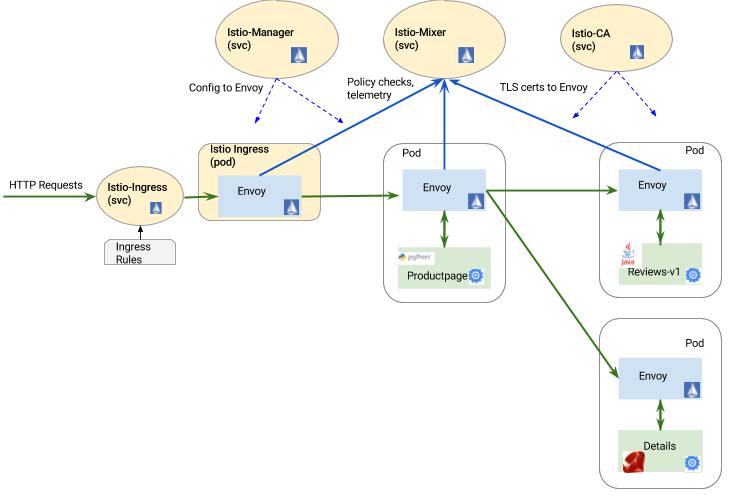 Istio-Manager
(svc)
Istio-Mixer
(svc)
Istio-CA
(svc)
Config to Envoy
Policy checks,
telemetry
TLS certs to Envoy
HTTP Requests
Istio-Ingress
(svc)
Ingress
Rules
Istio Ingress
(pod)
Envoy
Pod
Envoy
python
Productpage
Pod
Envoy
Java
Reviews-v1
Pod
Envoy
Details